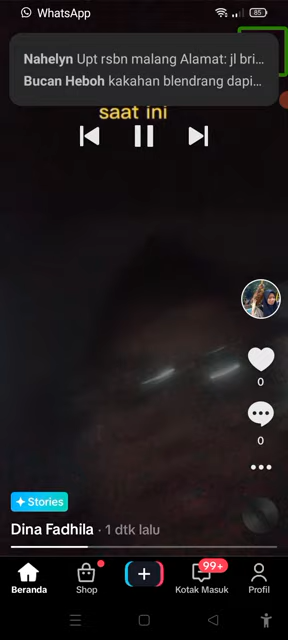 WhatsApp 85
Nahelyn Upt rsbn malang Alamat: jl bri...
Bucan Heboh kakahan blendrang dapi...
saat ini
0
0
Stories
Dina Fadhila · 1 dtk lalu
99+
Beranda Shop Kotak Masuk Profil